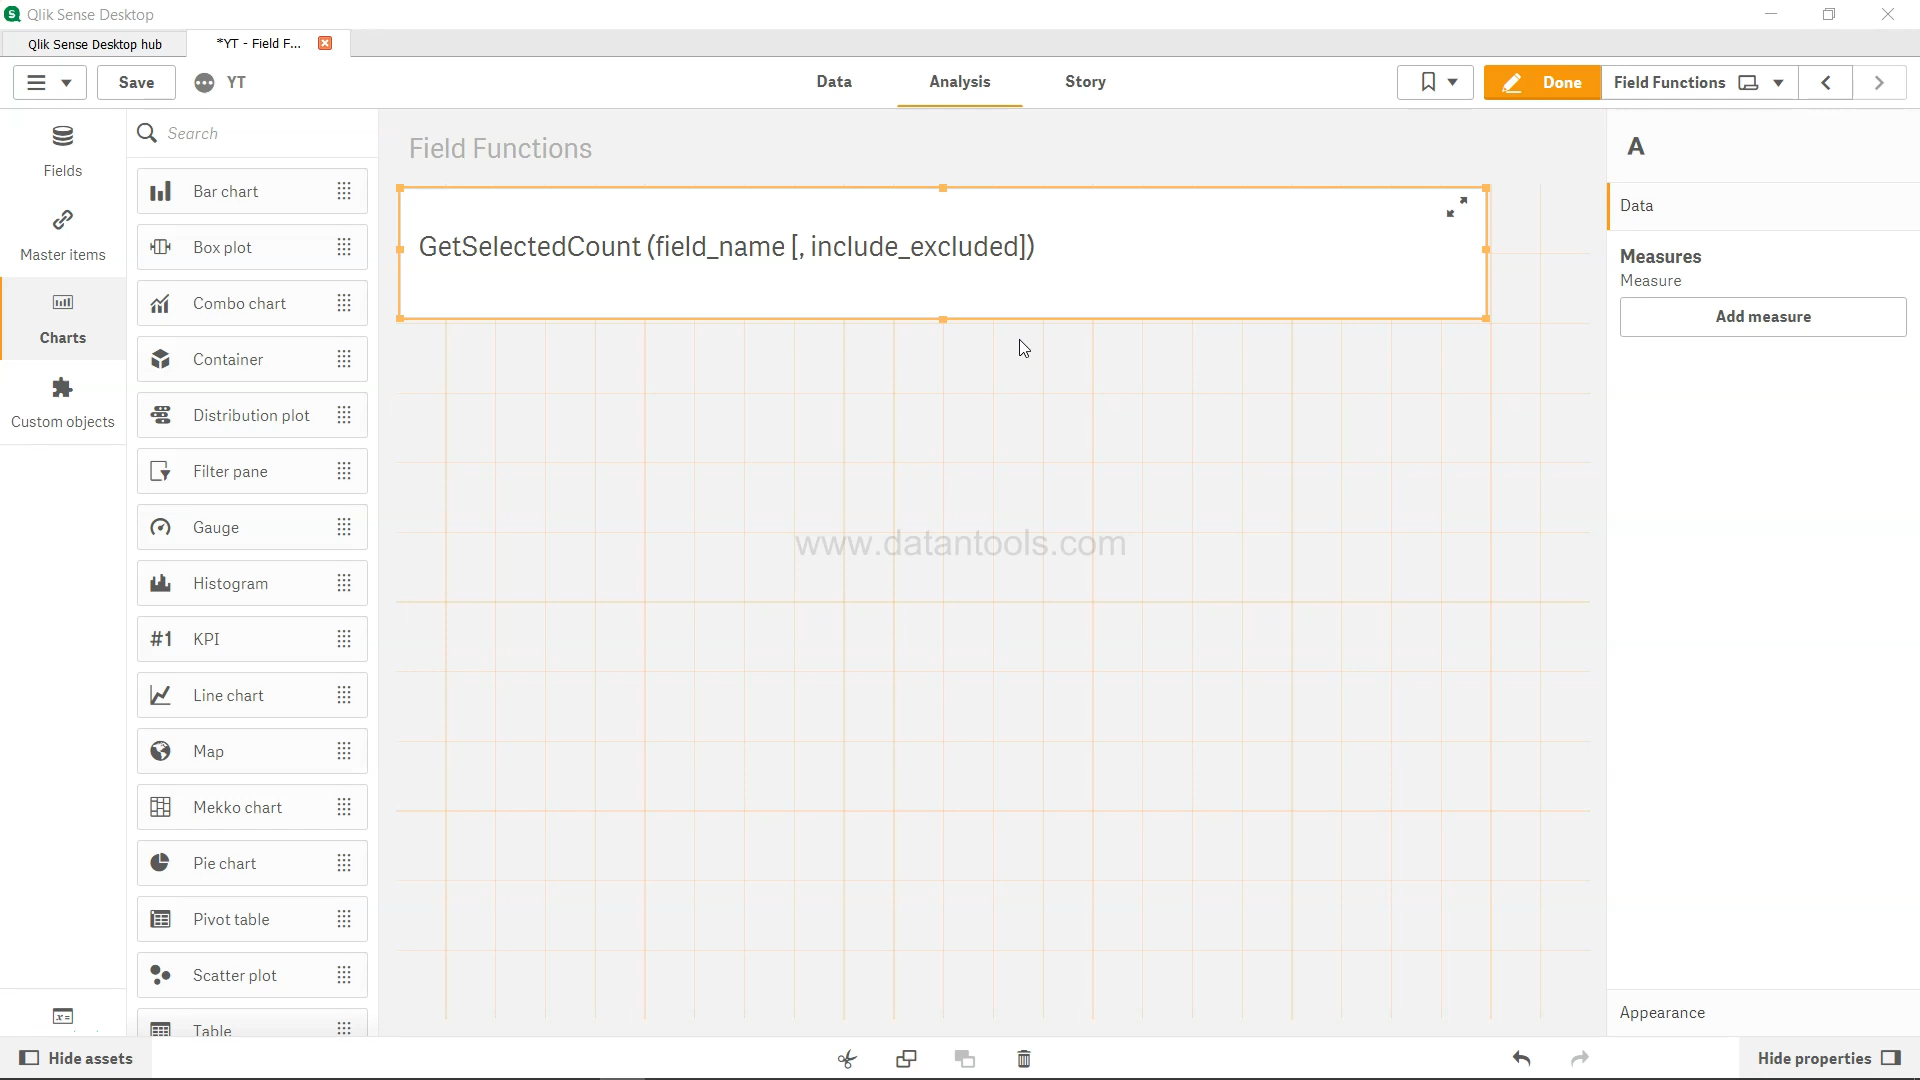 Qlik Sense Desktop
Qlik Sense Desktop hub
*YT - Field F...
Save
YT
Data
Analysis
Story
Done
Field Functions
Fields
Master items
Charts
Custom objects
Search
Bar chart
Box plot
Combo chart
Container
Distribution plot
Filter pane
Gauge
Histogram
#1 KPI
Line chart
Map
Mekko chart
Pie chart
Pivot table
Scatter plot
Table
Field Functions
GetSelectedCount (field_name [, include_excluded])
www.datantools.com
A
Data
Measures
Measure
Add measure
Appearance
Hide assets
Hide properties